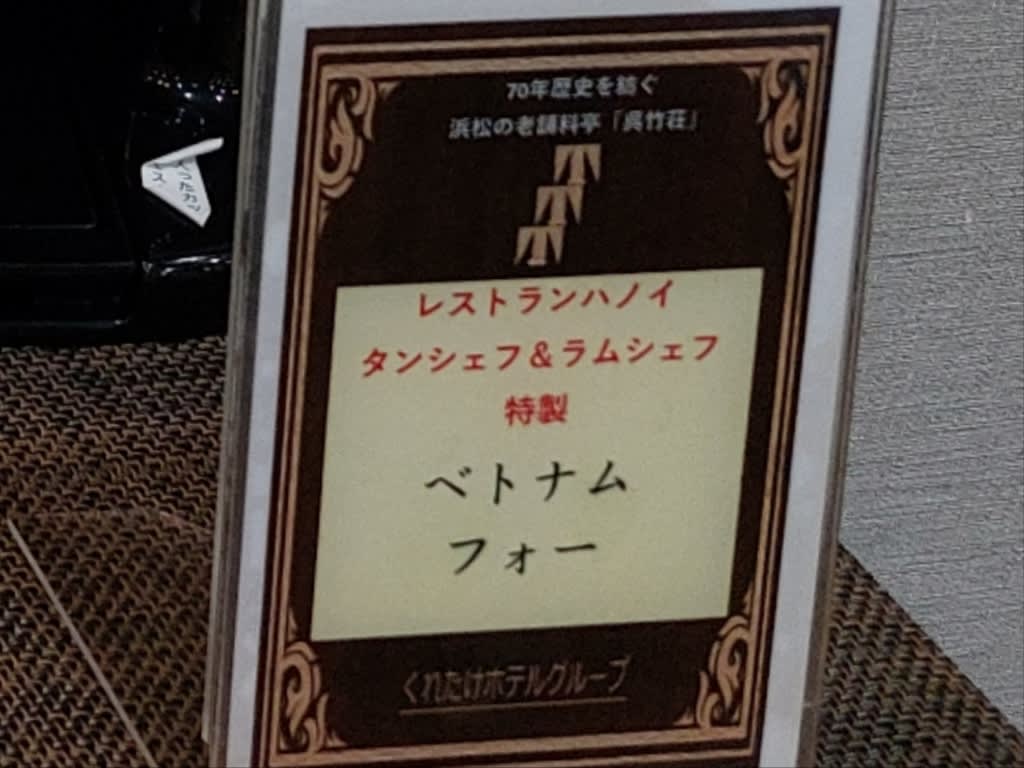 70年歴史を紡ぐ
浜松の老舗料亭「呉竹荘」
レストランハノイ
タンシェフ&ラムシェフ
特製
ベトナム
フォー
くれたけホテルグループ